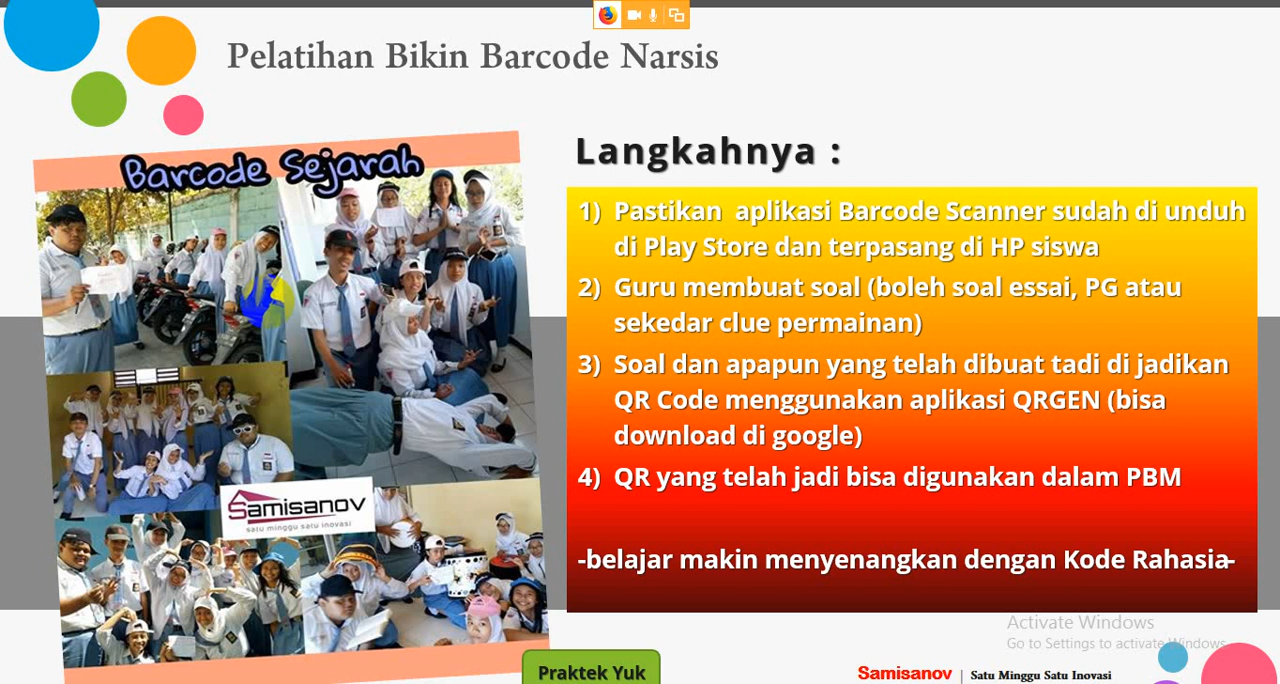 Pelatihan Bikin Barcode Narsis
Barcode Sejarah
Samisanov
satu minggu satu inovasi
Langkahnya :
1) Pastikan aplikasi Barcode Scanner sudah di unduh
di Play Store dan terpasang di HP siswa
2) Guru membuat soal (boleh soal essai, PG atau
sekedar clue permainan)
3) Soal dan apapun yang telah dibuat tadi di jadikan
QR Code menggunakan aplikasi QRGEN (bisa
download di google)
4) QR yang telah jadi bisa digunakan dalam PBM
-belajar makin menyenangkan dengan Kode Rahasia-
Activate Windows
Go to Settings to activate Windows.
Praktek Yuk
Samisanov | Satu Minggu Satu Inovasi